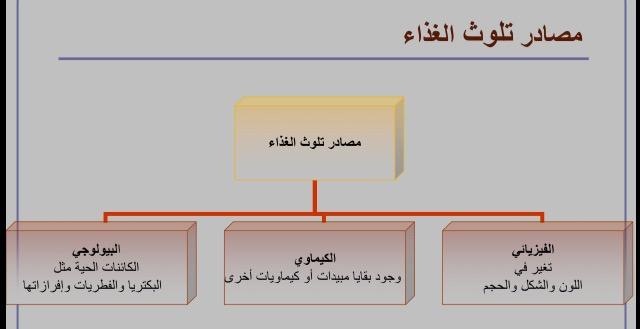 مصادر تلوث الغذاء
مصادر تلوث الغذاء
الفيزيائي
تغير في
اللون والشكل والحجم
الكيماوي
وجود بقايا مبيدات أو كيماويات أخرى
البيولوجي
الكائنات الحية مثل
البكتريا والفطريات وإفرازاتها